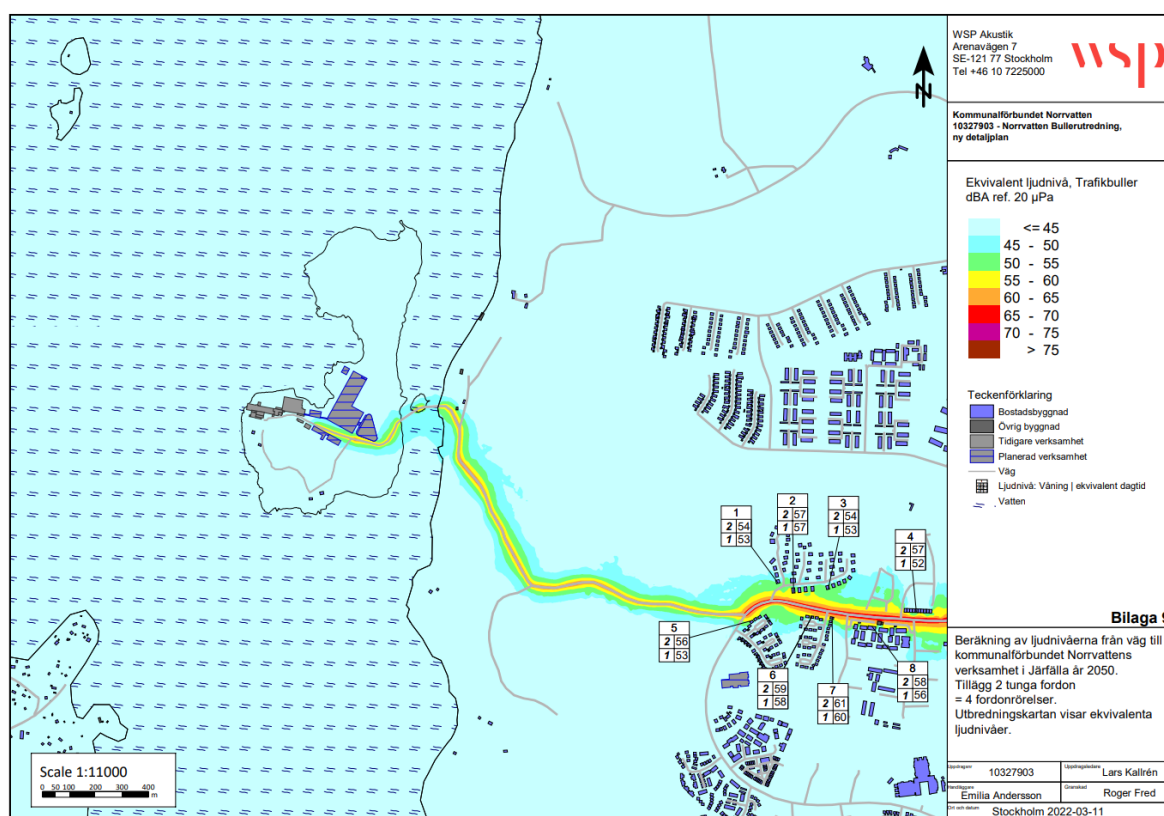 WSP Akustik
Arenavägen 7
SE-121 77 Stockholm
Tel +46 10 7225000
wsp
N
Kommunalförbundet Norrvatten
10327903 - Norrvatten Bullerutredning,
ny detaljplan
Ekvivalent ljudnivå, Trafikbuller
dBA ref. 20 µPa
<= 45
45 - 50
50 - 55
55 - 60
60 - 65
65 - 70
70 - 75
> 75
Teckenförklaring
Bostadsbyggnad
Övrig byggnad
Tidigare verksamhet
Planerad verksamhet
Väg
Ljudnivå: Våning | ekvivalent dagtid
Vatten
1
2 54
1 53
2
2 57
1 57
3
2 54
1 53
4
2 57
1 52
5
2 56
1 53
6
2 59
1 58
7
2 61
1 60
8
2 58
1 56
Bilaga 9
Beräkning av ljudnivåerna från väg till
kommunalförbundet Norrvattens
verksamhet i Järfälla år 2050.
Tillägg 2 tunga fordon
= 4 fordonrörelser.
Utbredningskartan visar ekvivalenta
ljudnivåer.
Scale 1:11000
0 50 100 200 300 400
m
10327903
Uppdragsledare
Lars Kallrén
Handläggare
Emilia Andersson
Granskad
Roger Fred
Ort och datum
Stockholm 2022-03-11